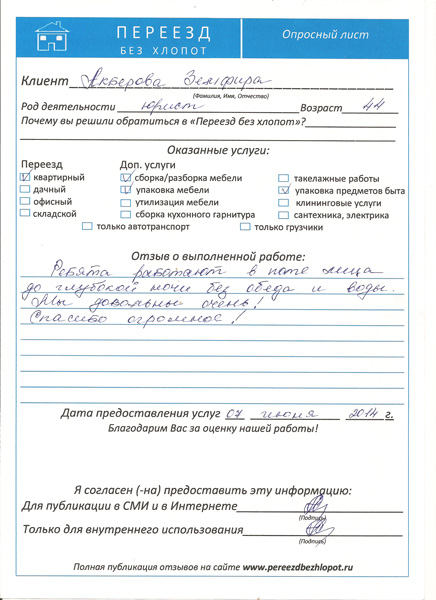 ПЕРЕЕЗД
БЕЗ ХЛОПОТ
Опросный лист
Клиент Акберова Земфира
(Фамилия, Имя, Отчество)
Род деятельности юрист Возраст 44
Почему вы решили обратиться в «Переезд без хлопот»?
Оказанные услуги:
Переезд Доп. услуги
квартирный сборка/разборка мебели такелажные работы
дачный упаковка мебели упаковка предметов быта
офисный утилизация мебели клининговые услуги
складской сборка кухонного гарнитура сантехника, электрика
только автотранспорт только грузчики
Отзыв о выполненной работе:
Ребята работают в поте лица
до глубокой ночи без обеда и воды.
Мы довольны очень!
Спасибо огромное!
Дата предоставления услуг 07 июня 2014 г.
Благодарим Вас за оценку нашей работы!
Я согласен (-на) предоставить эту информацию:
Для публикации в СМИ и в Интернете
(Подпись)
Только для внутреннего использования
(Подпись)
Полная публикация отзывов на сайте www.pereezdbezhlopot.ru